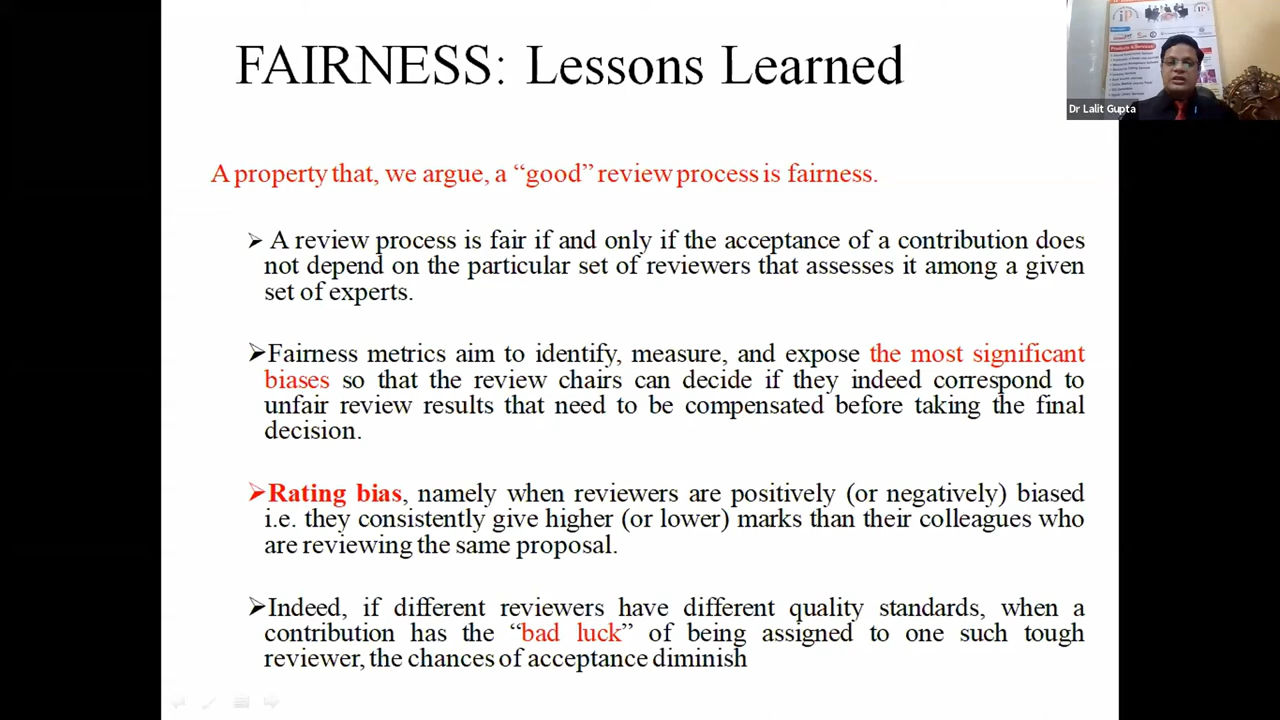 FAIRNESS: Lessons Learned
A property that, we argue, a “good” review process is fairness.
➢ A review process is fair if and only if the acceptance of a contribution does
not depend on the particular set of reviewers that assesses it among a given
set of experts.
➢Fairness metrics aim to identify, measure, and expose the most significant
biases so that the review chairs can decide if they indeed correspond to
unfair review results that need to be compensated before taking the final
decision.
➢Rating bias, namely when reviewers are positively (or negatively) biased
i.e. they consistently give higher (or lower) marks than their colleagues who
are reviewing the same proposal.
➢Indeed, if different reviewers have different quality standards, when a
contribution has the “bad luck” of being assigned to one such tough
reviewer, the chances of acceptance diminish
iP
Products & Services
Dr Lalit Gupta